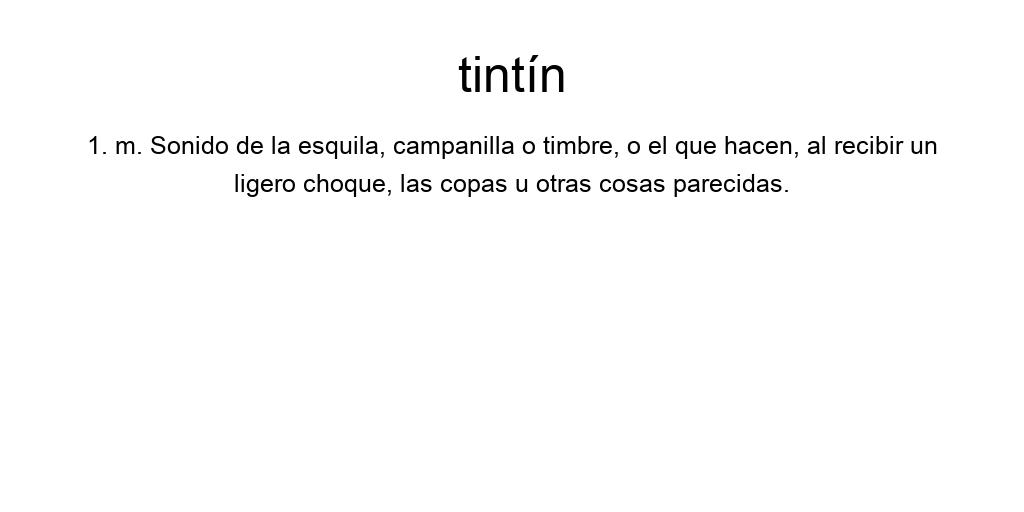 tintín
1. m. Sonido de la esquila, campanilla o timbre, o el que hacen, al recibir un
ligero choque, las copas u otras cosas parecidas.